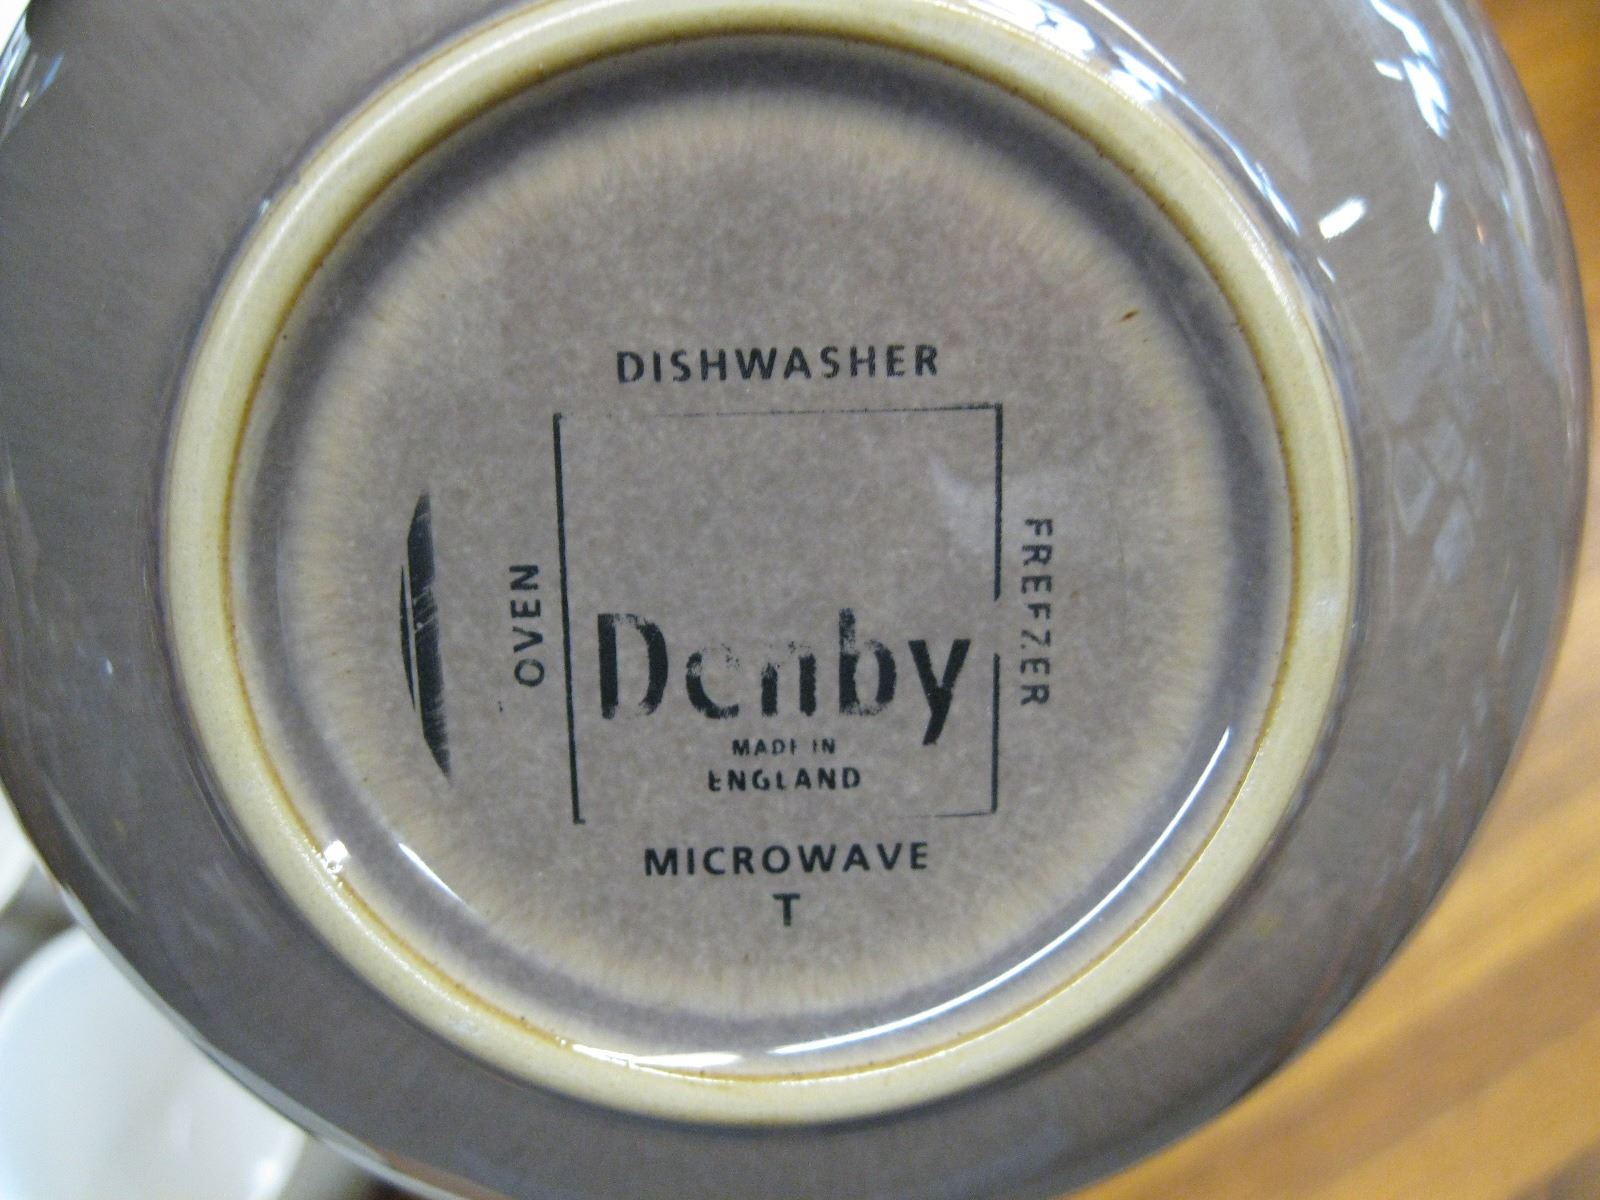 DISHWASHER
OVEN
FREEZER
Denby
MADE IN
ENGLAND
MICROWAVE
T